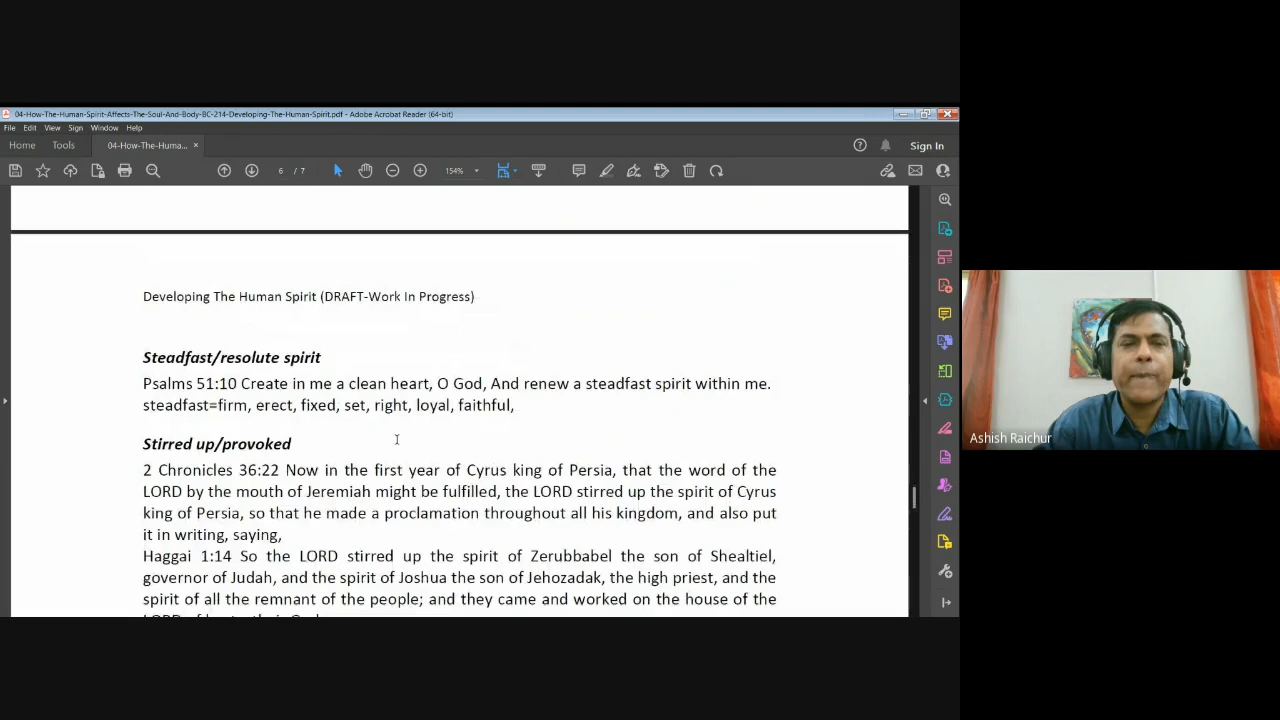 04-How-The-Human-Spirit-Affects-The-Soul-And-Body-BC-214-Developing-The-Human-Spirit.pdf - Adobe Acrobat Reader (64-bit)
File Edit View Sign Window Help
Home Tools 04-How-The-Huma... × Sign In
6 / 7 154%
Developing The Human Spirit (DRAFT-Work In Progress)
Steadfast/resolute spirit
Psalms 51:10 Create in me a clean heart, O God, And renew a steadfast spirit within me.
steadfast=firm, erect, fixed, set, right, loyal, faithful,
Stirred up/provoked
2 Chronicles 36:22 Now in the first year of Cyrus king of Persia, that the word of the
LORD by the mouth of Jeremiah might be fulfilled, the LORD stirred up the spirit of Cyrus
king of Persia, so that he made a proclamation throughout all his kingdom, and also put
it in writing, saying,
Haggai 1:14 So the LORD stirred up the spirit of Zerubbabel the son of Shealtiel,
governor of Judah, and the spirit of Joshua the son of Jehozadak, the high priest, and the
spirit of all the remnant of the people; and they came and worked on the house of the
Ashish Raichur